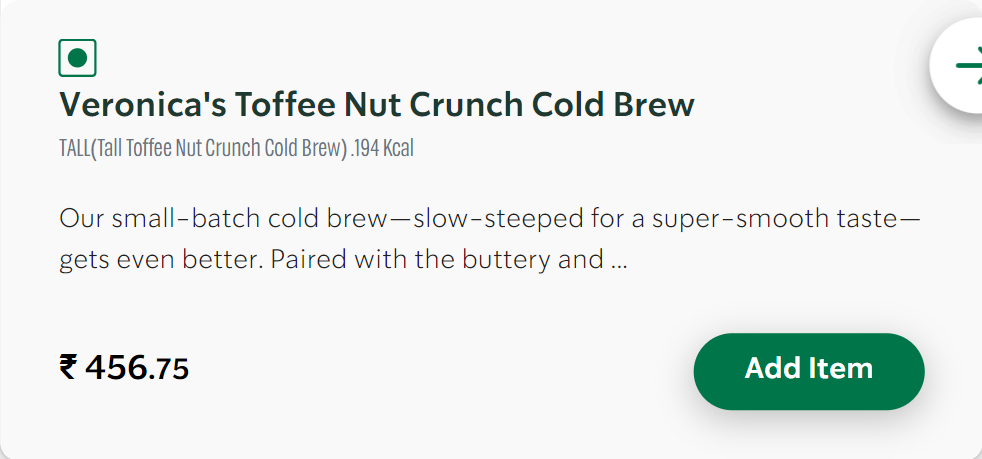 Veronica's Toffee Nut Crunch Cold Brew
TALL(Tall Toffee Nut Crunch Cold Brew) .194 Kcal
Our small-batch cold brew—slow-steeped for a super-smooth taste—
gets even better. Paired with the buttery and ...
₹ 456.75
Add Item